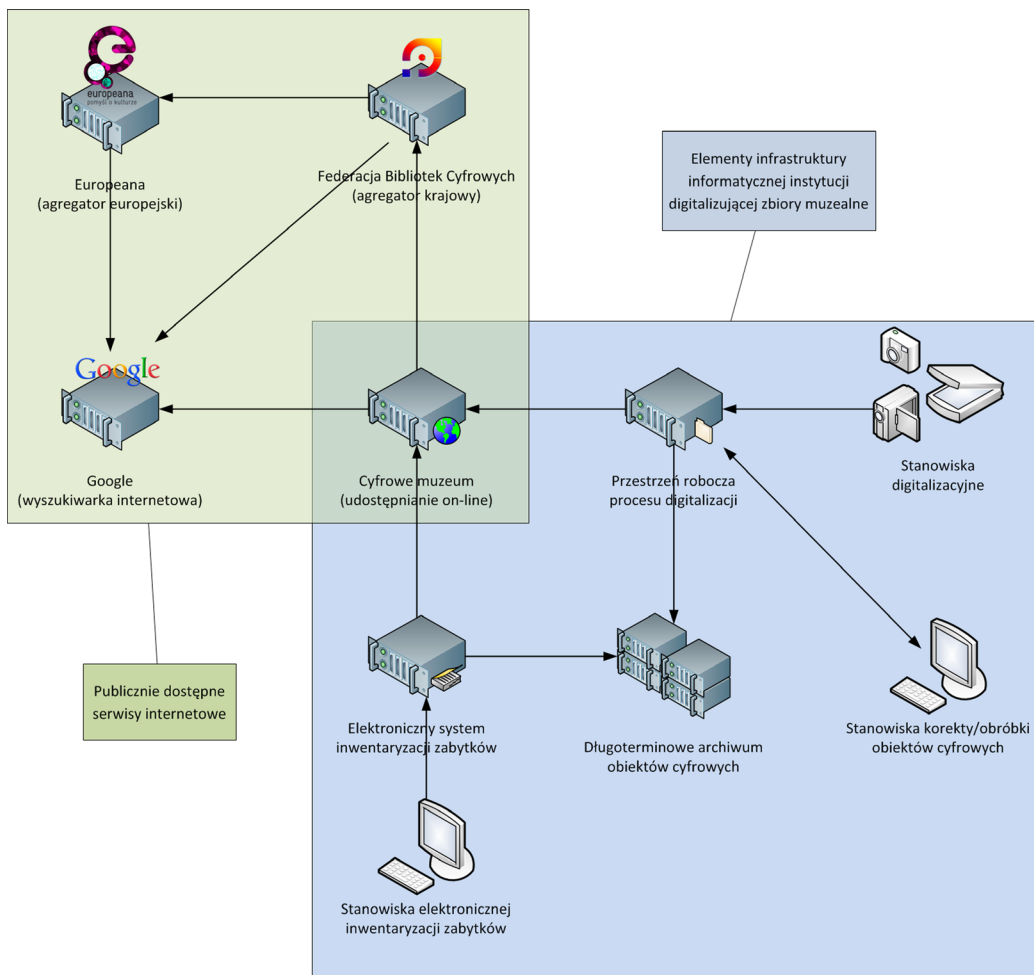 europeana
pomyśl o kulturze
Europeana
(agregator europejski)
Federacja Bibliotek Cyfrowych
(agregator krajowy)
Elementy infrastruktury
informatycznej instytucji
digitalizującej zbiory muzealne
Google
Google
(wyszukiwarka internetowa)
Cyfrowe muzeum
(udostępnianie on-line)
Przestrzeń robocza
procesu digitalizacji
Stanowiska
digitalizacyjne
Publicznie dostępne
serwisy internetowe
Elektroniczny system
inwentaryzacji zabytków
Długoterminowe archiwum
obiektów cyfrowych
Stanowiska korekty/obróbki
obiektów cyfrowych
Stanowiska elektronicznej
inwentaryzacji zabytków